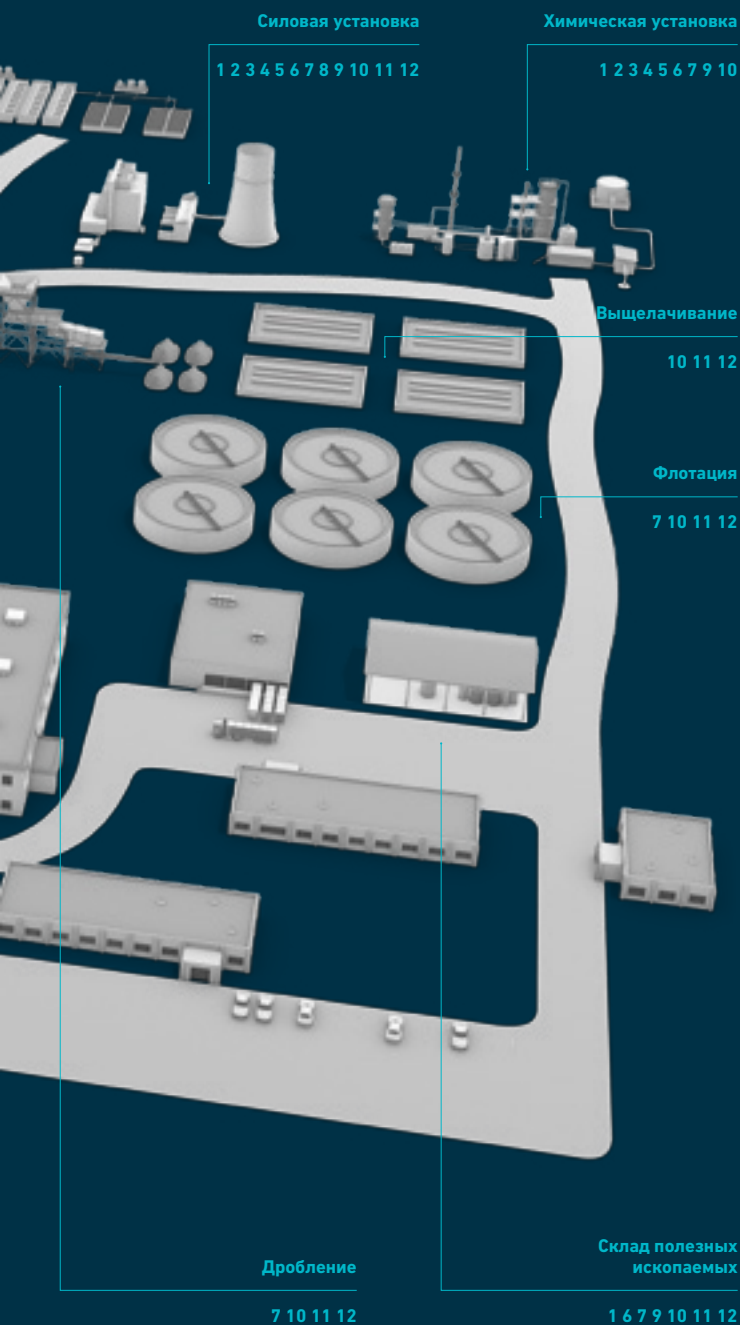 Силовая установка
1 2 3 4 5 6 7 8 9 10 11 12
Химическая установка
1 2 3 4 5 6 7 9 10
Выщелачивание
10 11 12
Флотация
7 10 11 12
Дробление
7 10 11 12
Склад полезных
ископаемых
1 6 7 9 10 11 12